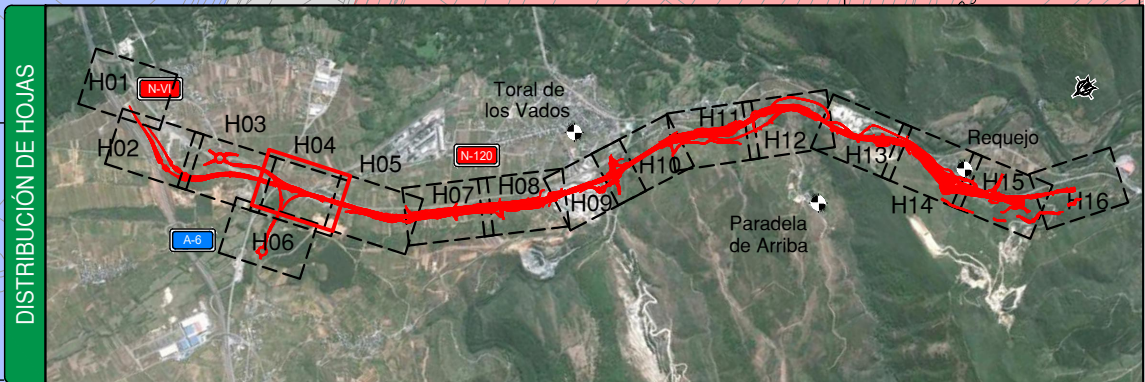 DISTRIBUCIÓN DE HOJAS
H01
N-VI
H02
H03
H04
H05
H06
A-6
N-120
Toral de
los Vados
H07
H08
H09
H10
H11
H12
H13
H14
Requejo
H15
H16
Paradela
de Arriba